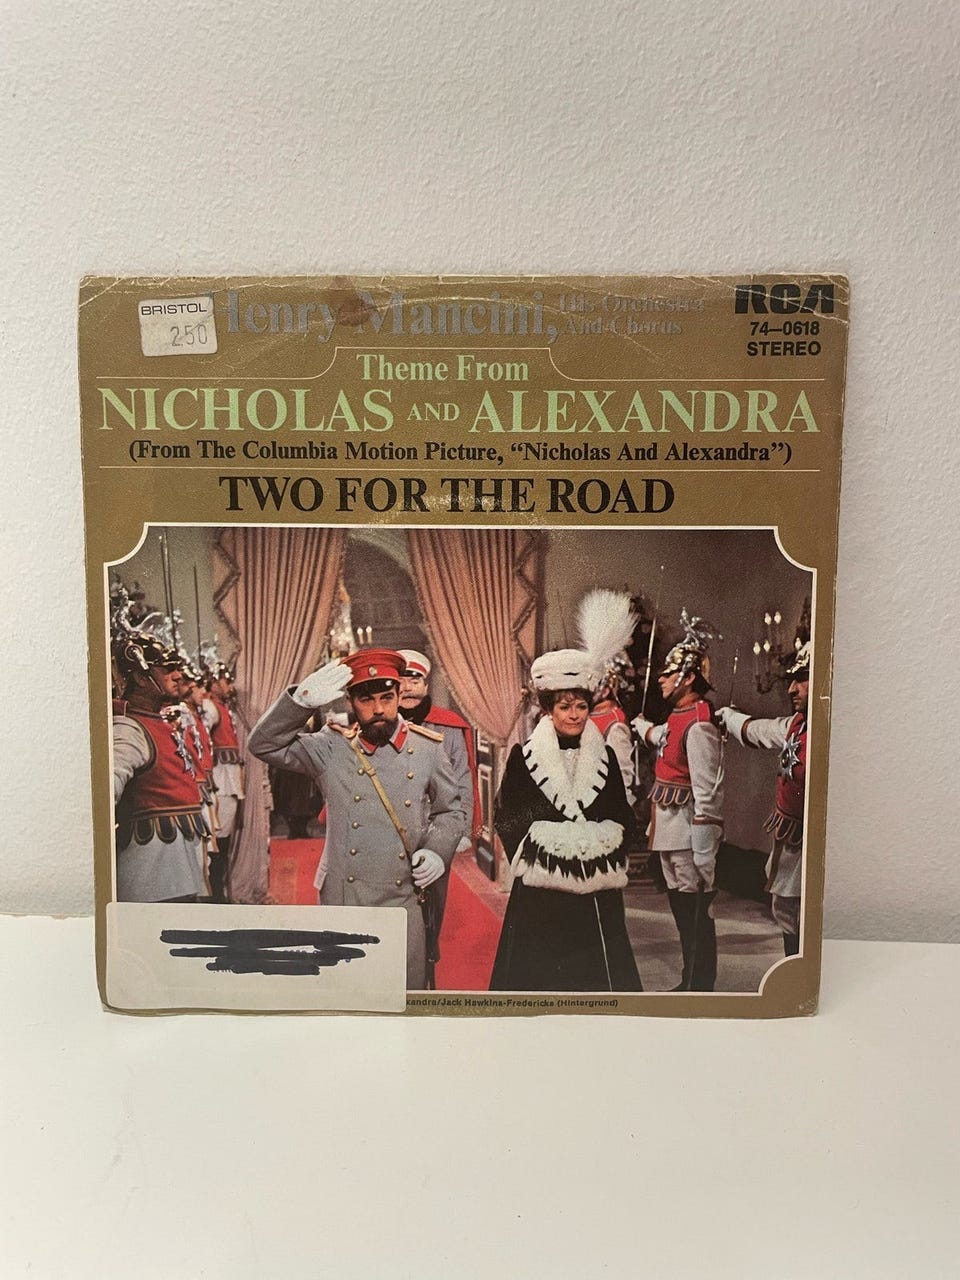 BRISTOL
250
Henry Mancini, His Orchestra
And Chorus
RCA
74-0618
STEREO
Theme From
NICHOLAS AND ALEXANDRA
(From The Columbia Motion Picture, “Nicholas And Alexandra”)
TWO FOR THE ROAD
xandra/Jack Hawkins-Fredericks (Hintergrund)